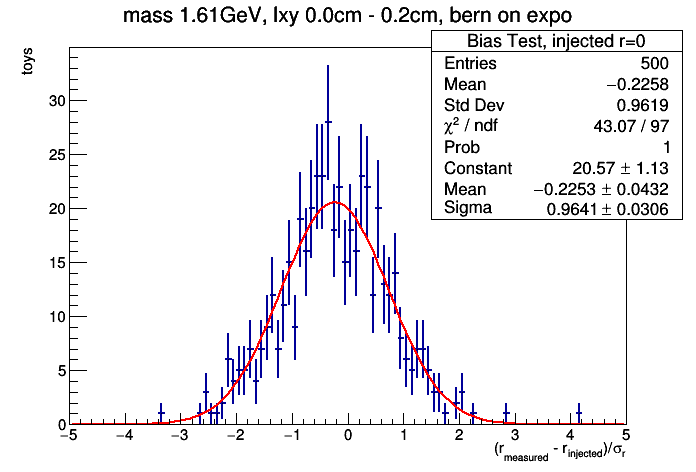 mass 1.61GeV, lxy 0.0cm - 0.2cm, bern on expo
toys
Bias Test, injected r=0
Entries 500
Mean −0.2258
Std Dev 0.9619
χ² / ndf 43.07 / 97
Prob 1
Constant 20.57 ± 1.13
Mean −0.2253 ± 0.0432
Sigma 0.9641 ± 0.0306
30
25
20
15
10
5
0
−5 −4 −3 −2 −1 0 1 2 3 4 5
(r_measured - r_injected)/σ_r